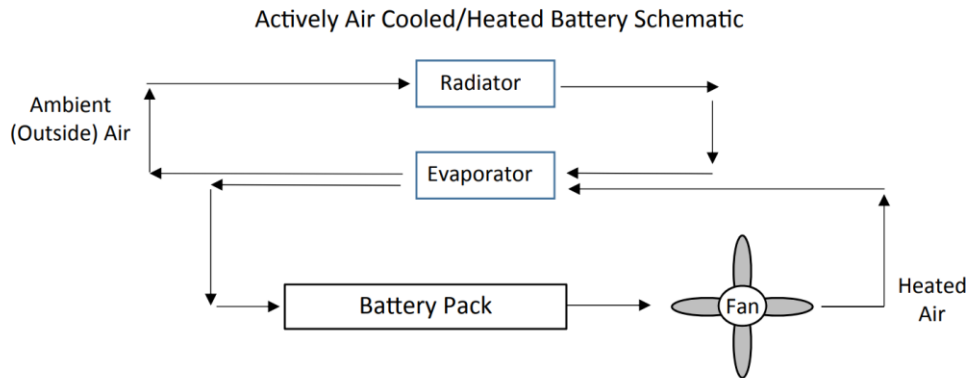 Actively Air Cooled/Heated Battery Schematic
Radiator
Ambient
(Outside) Air
Evaporator
Battery Pack
Fan
Heated
Air